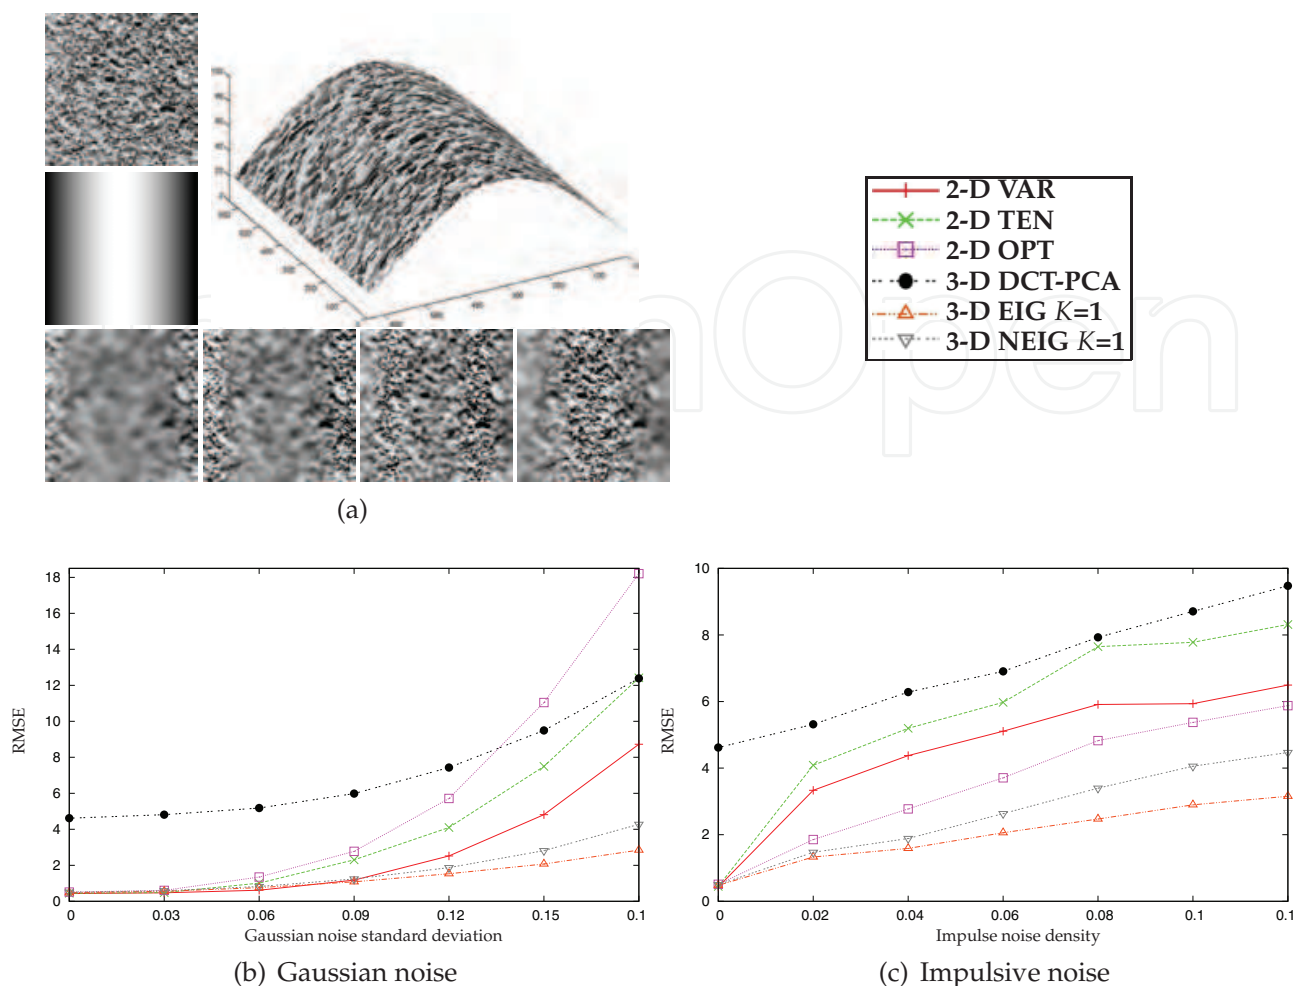 2-D VAR
2-D TEN
2-D OPT
3-D DCT-PCA
3-D EIG K=1
3-D NEIG K=1
(a)
18
16
14
12
10
8
6
4
2
0
RMSE
0 0.03 0.06 0.09 0.12 0.15 0.1
Gaussian noise standard deviation
(b) Gaussian noise
10
8
6
4
2
0
RMSE
0 0.02 0.04 0.06 0.08 0.1 0.1
Impulse noise density
(c) Impulsive noise